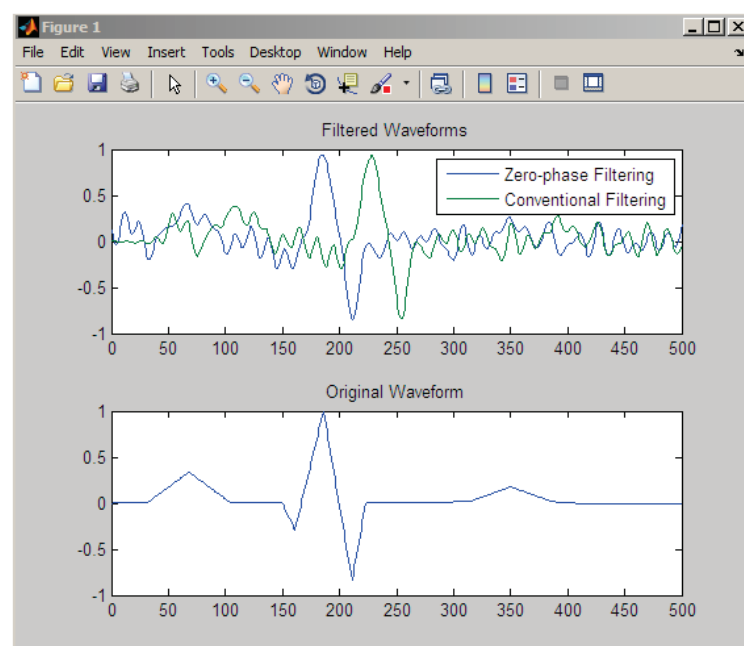 Figure 1
File Edit View Insert Tools Desktop Window Help
Filtered Waveforms
1
0.5
0
-0.5
-1
Zero-phase Filtering
Conventional Filtering
0 50 100 150 200 250 300 350 400 450 500
Original Waveform
1
0.5
0
-0.5
-1
0 50 100 150 200 250 300 350 400 450 500